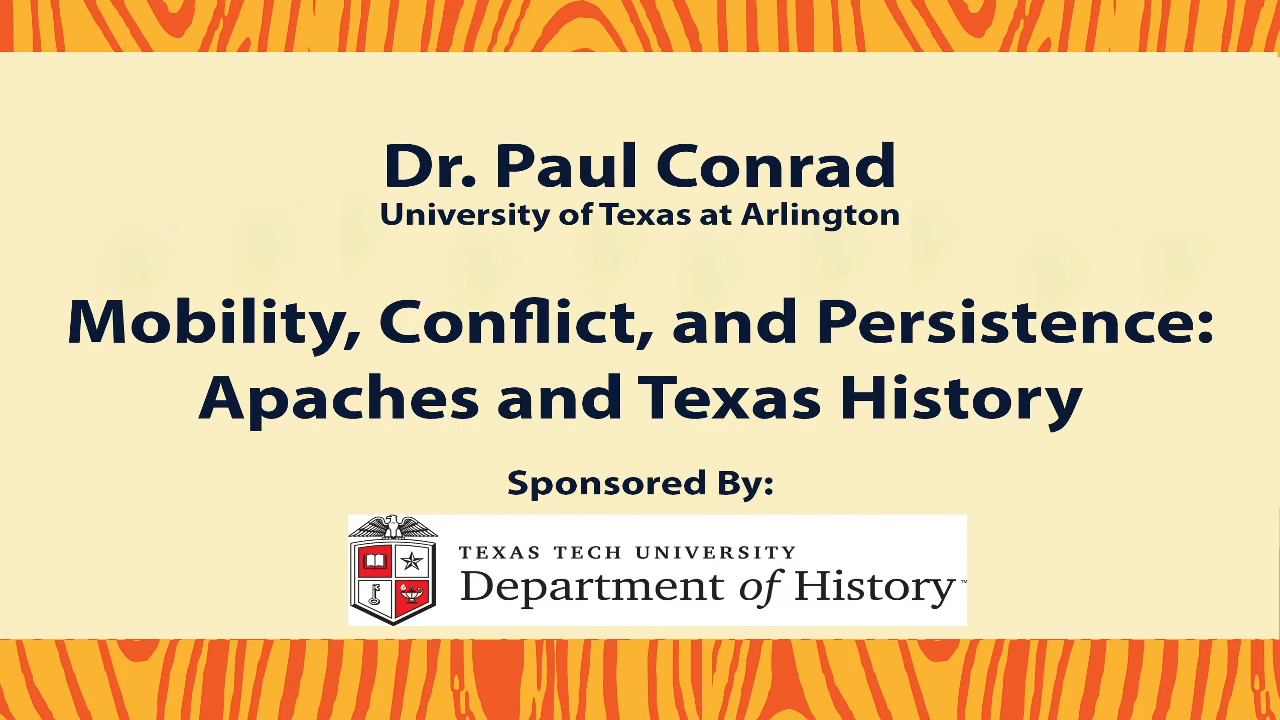 Dr. Paul Conrad
University of Texas at Arlington
Mobility, Conflict, and Persistence:
Apaches and Texas History
Sponsored By:
TEXAS TECH UNIVERSITY
Department of History™